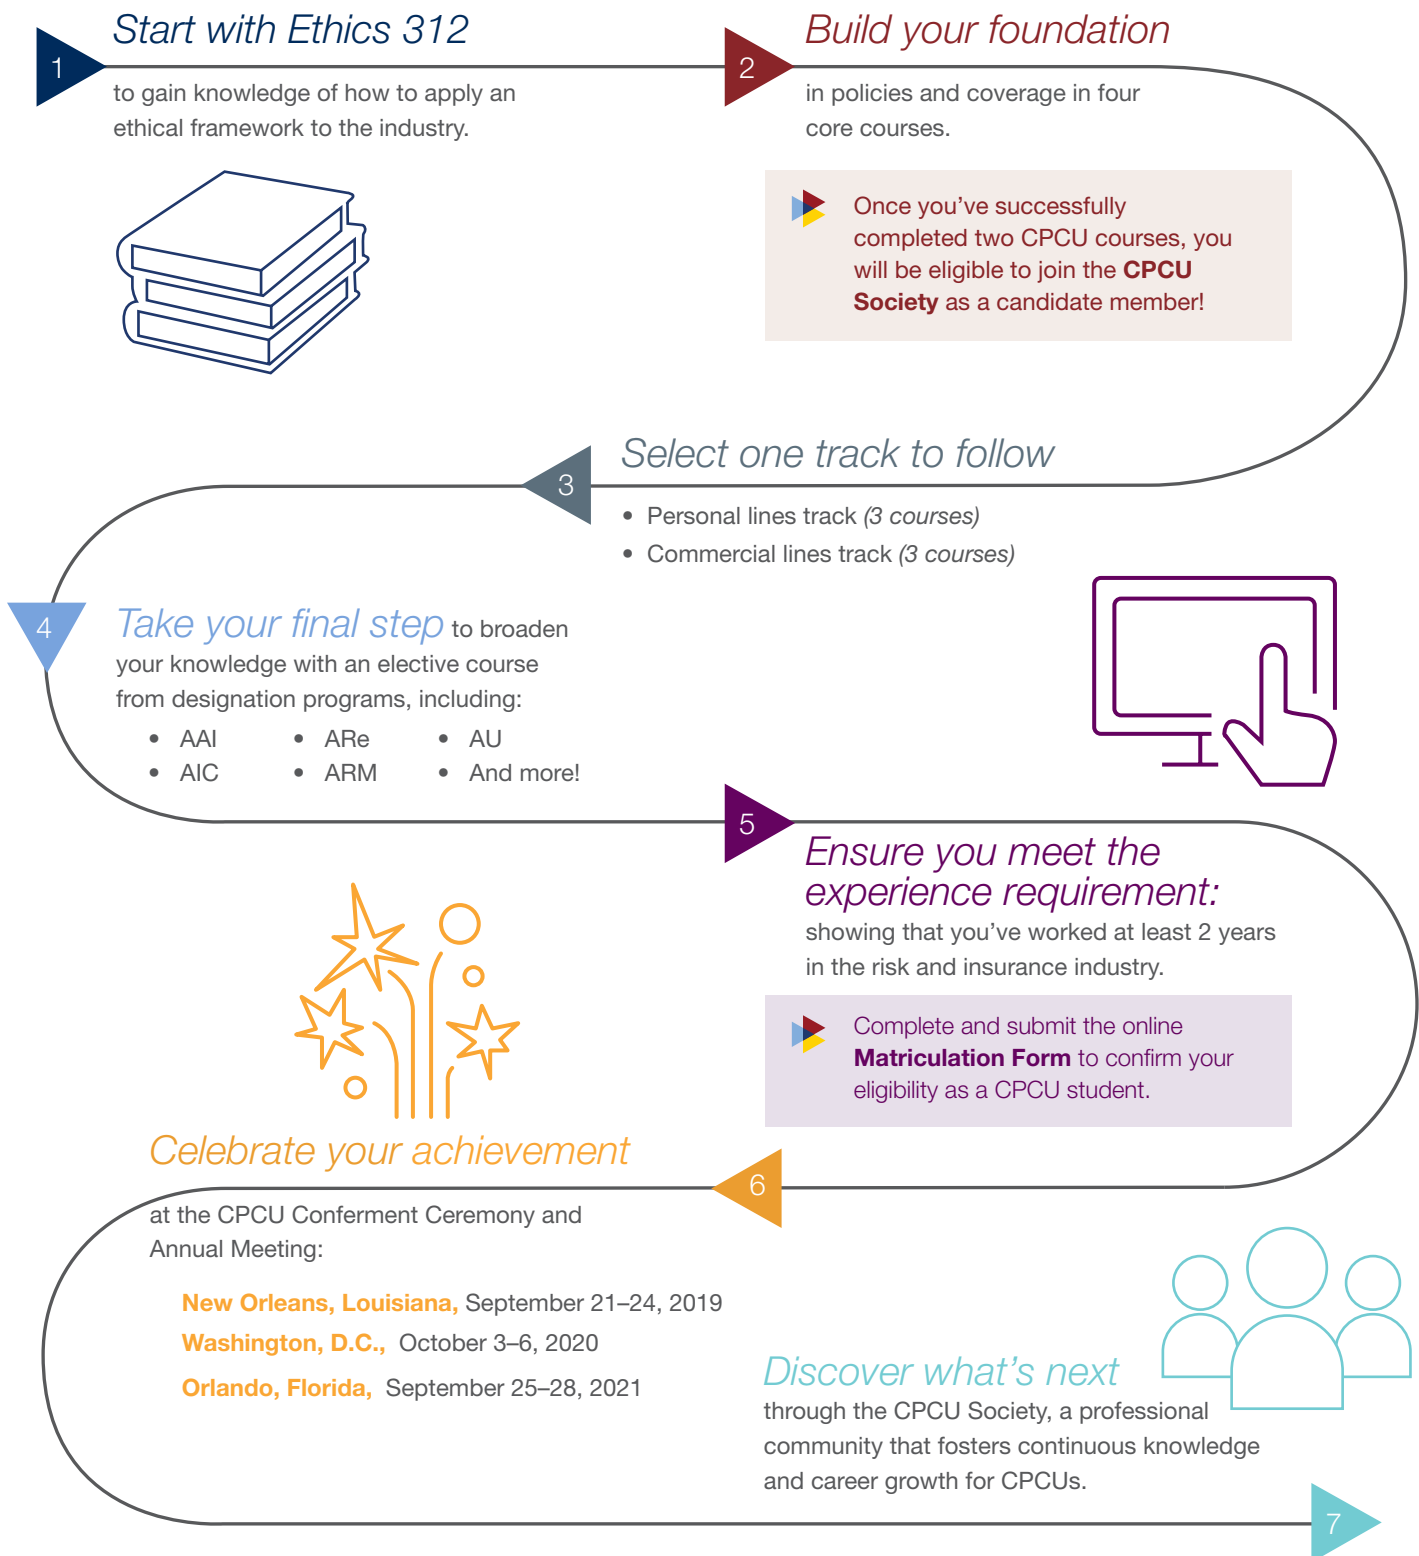 1
Start with Ethics 312
to gain knowledge of how to apply an
ethical framework to the industry.
2
Build your foundation
in policies and coverage in four
core courses.
Once you’ve successfully
completed two CPCU courses, you
will be eligible to join the CPCU
Society as a candidate member!
3
Select one track to follow
• Personal lines track (3 courses)
• Commercial lines track (3 courses)
4
Take your final step to broaden
your knowledge with an elective course
from designation programs, including:
• AAI • ARe • AU
• AIC • ARM • And more!
5
Ensure you meet the
experience requirement:
showing that you’ve worked at least 2 years
in the risk and insurance industry.
Complete and submit the online
Matriculation Form to confirm your
eligibility as a CPCU student.
6
Celebrate your achievement
at the CPCU Conferment Ceremony and
Annual Meeting:
New Orleans, Louisiana, September 21–24, 2019
Washington, D.C., October 3–6, 2020
Orlando, Florida, September 25–28, 2021
Discover what’s next
through the CPCU Society, a professional
community that fosters continuous knowledge
and career growth for CPCUs.
7